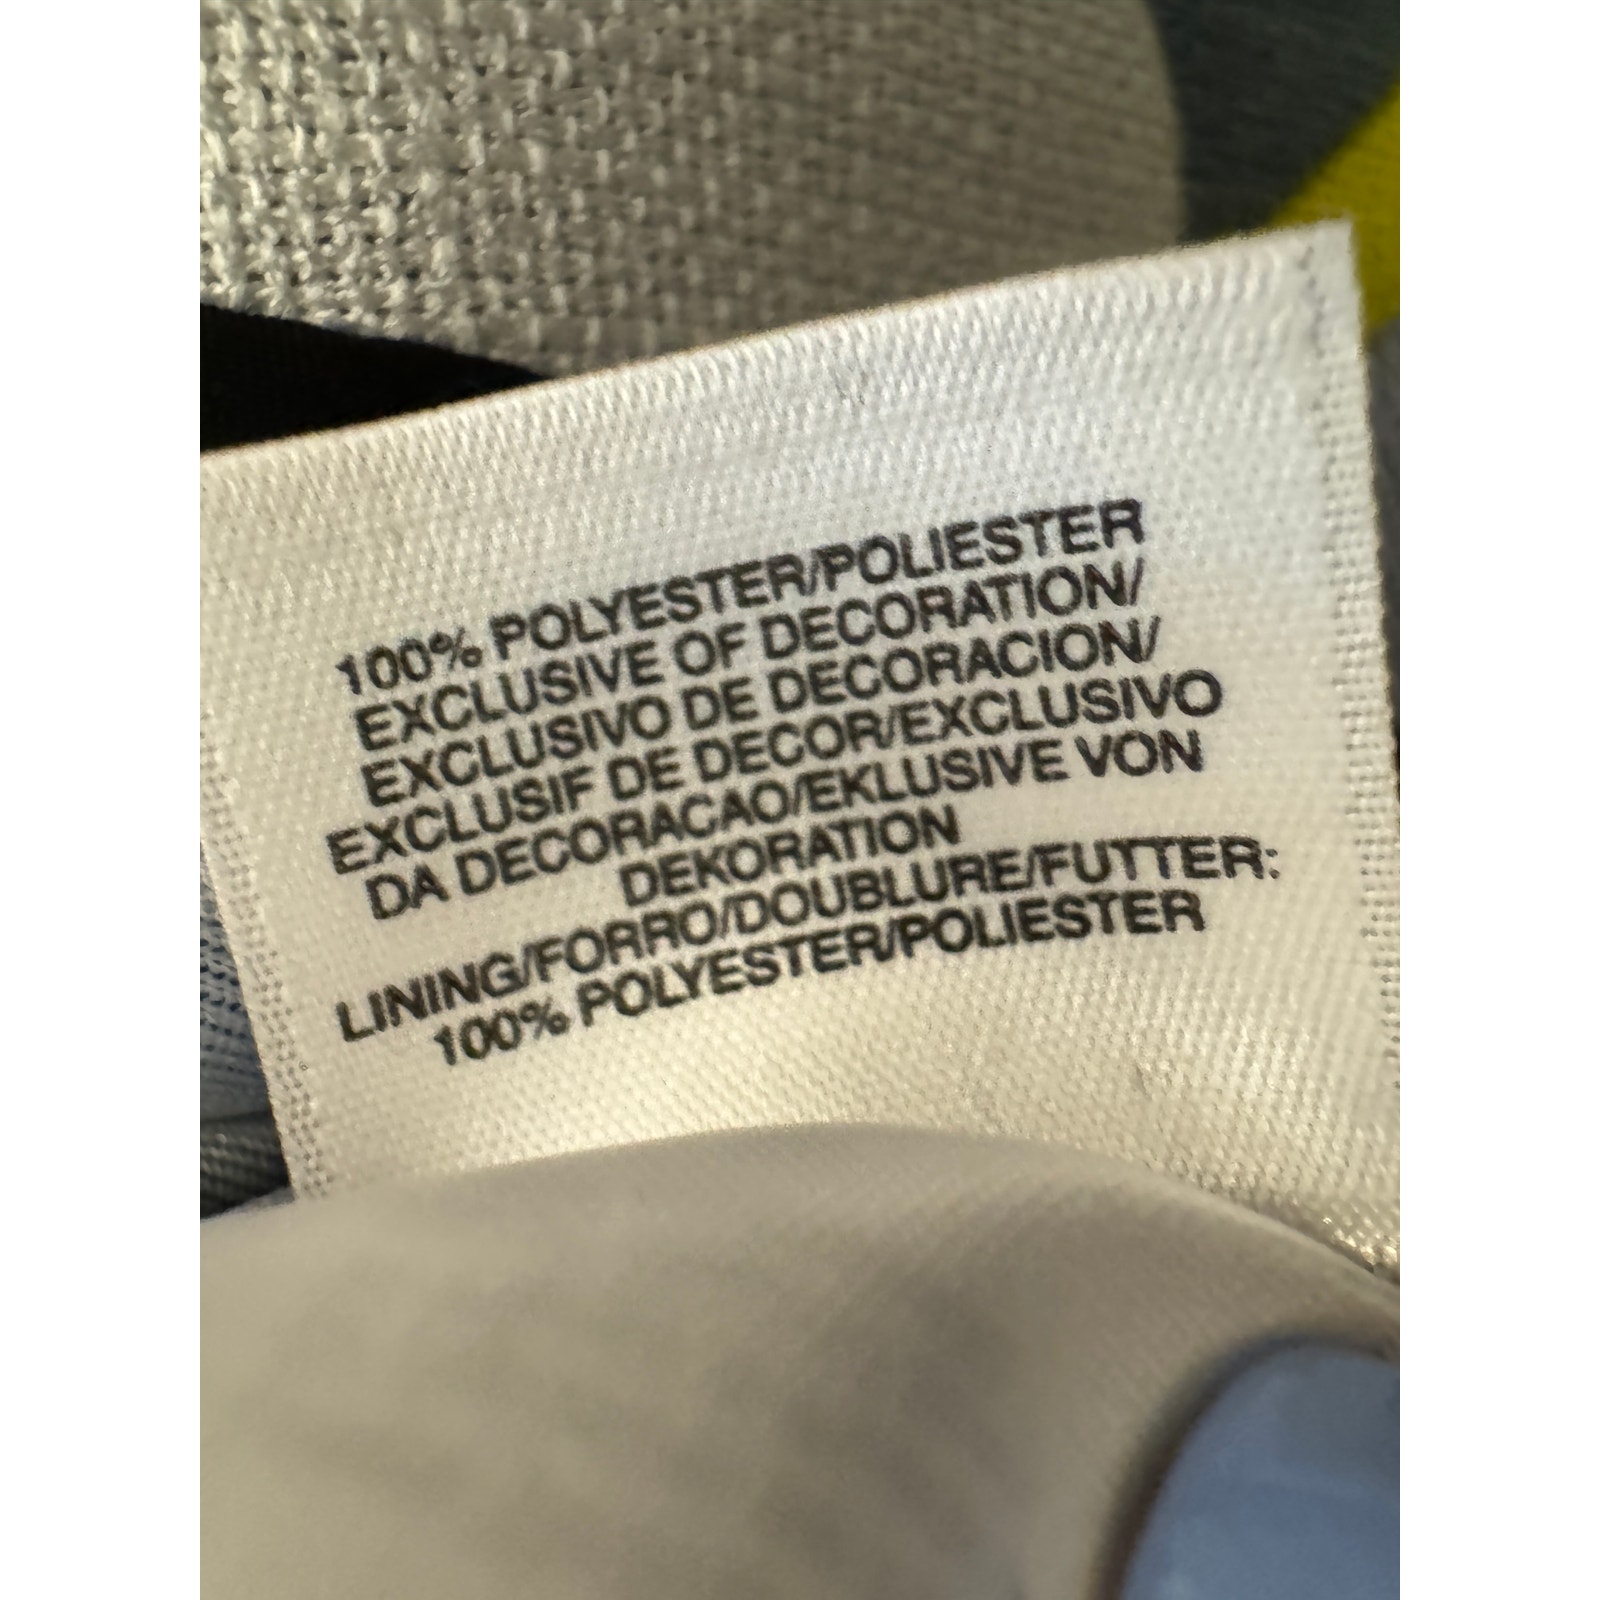 100% POLYESTER/POLIESTER
EXCLUSIVE OF DECORATION/
EXCLUSIVO DE DECORACION/
EXCLUSIF DE DECOR/EXCLUSIVO
DA DECORACAO/EKLUSIVE VON
DEKORATION
LINING/FORRO/DOUBLURE/FUTTER:
100% POLYESTER/POLIESTER